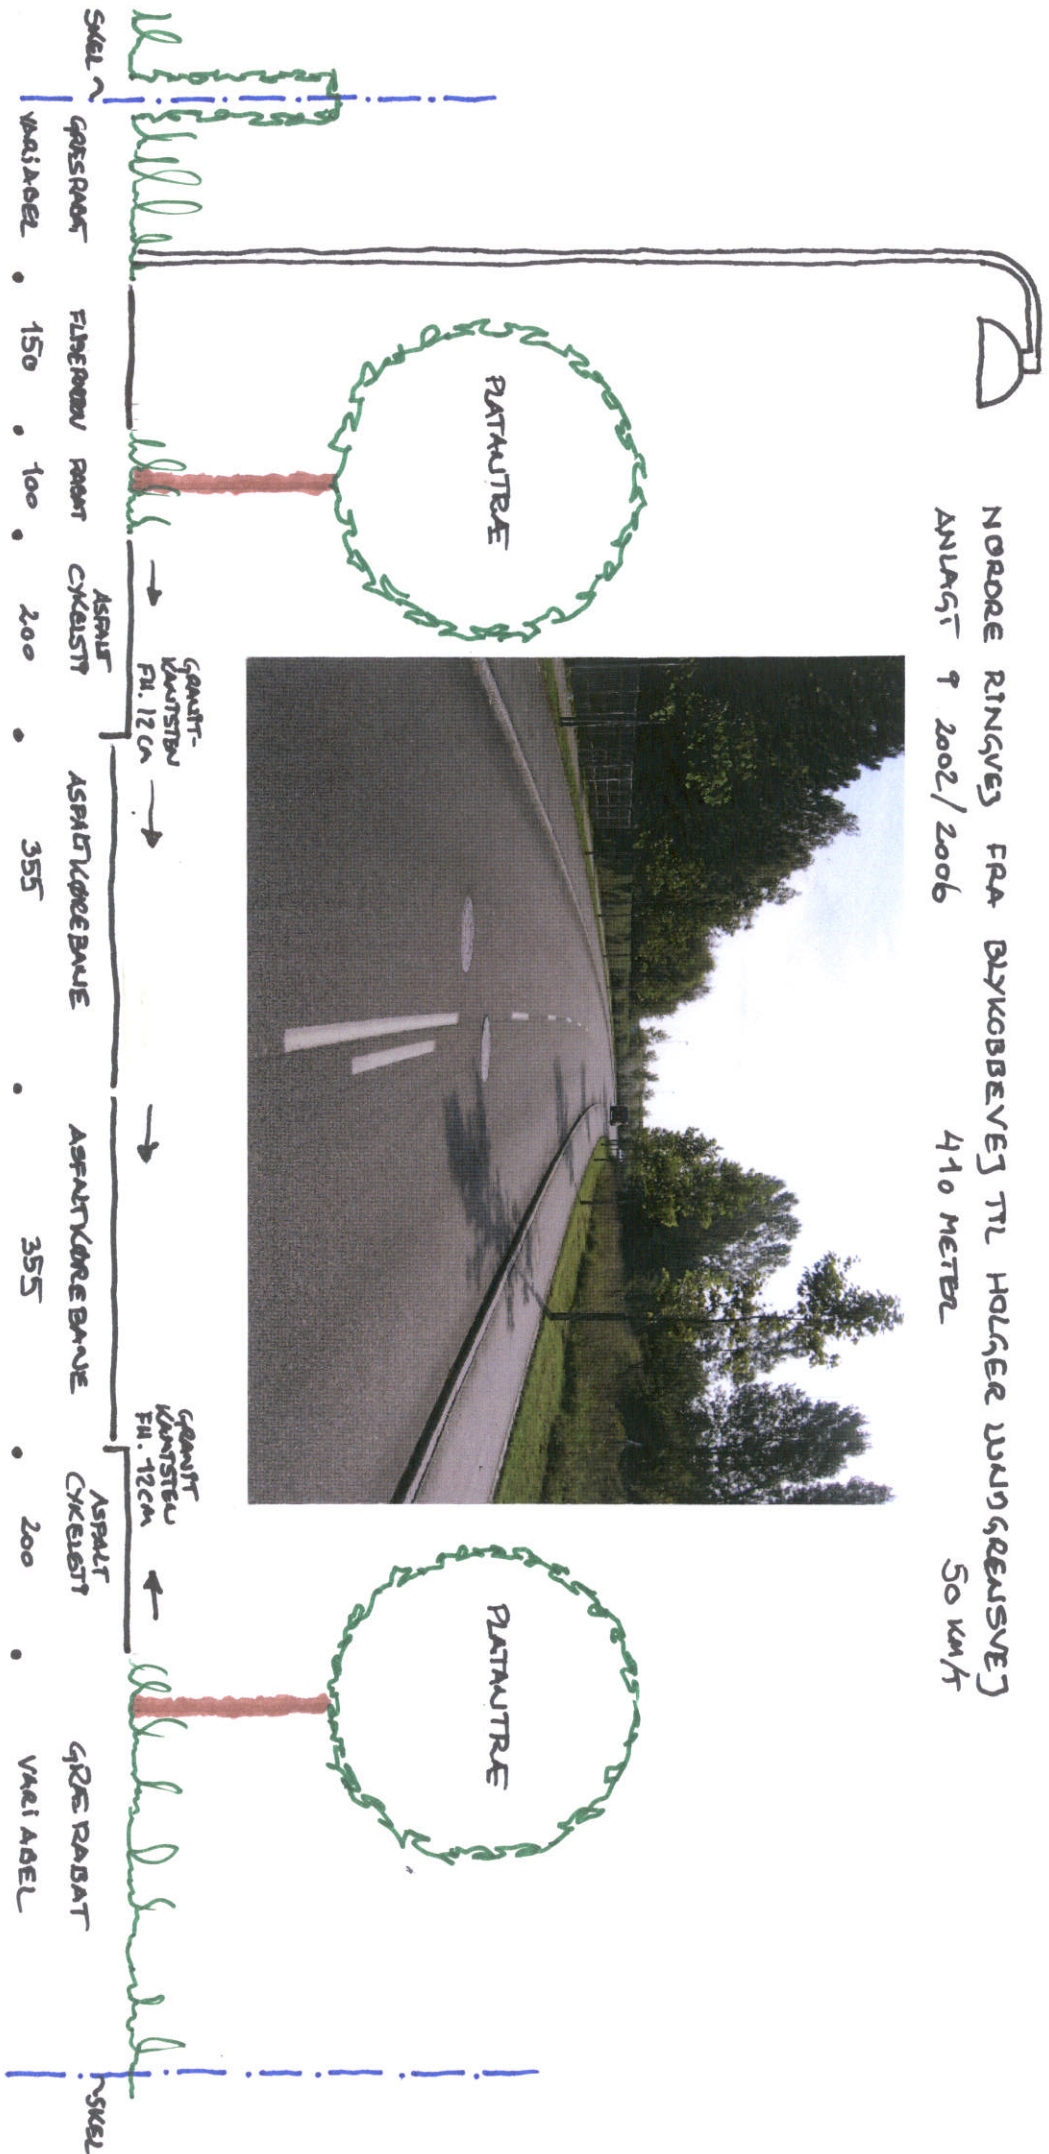 NORDRE RINGVEJ FRA BLYKOBBEVEJ TIL HOLGER LUNDGRENSVEJ
ANLAGT ? 2002/2006 410 METER 50 KM/T
PLATANTRÆ
PLATANTRÆ
GRANIT-
KANTSTEN
FH. 12 CM
GRANIT
KANTSTEN
FH. 12 CM
SKEL
GRÆSRABAT
VARIABEL
FLISEFORTOV
150
RABAT
100
ASFALT
CYKELSTI
200
ASFALTKØREBANE
355
ASFALTKØREBANE
355
ASFALT
CYKELSTI
200
GRÆSRABAT
VARIABEL
SKEL